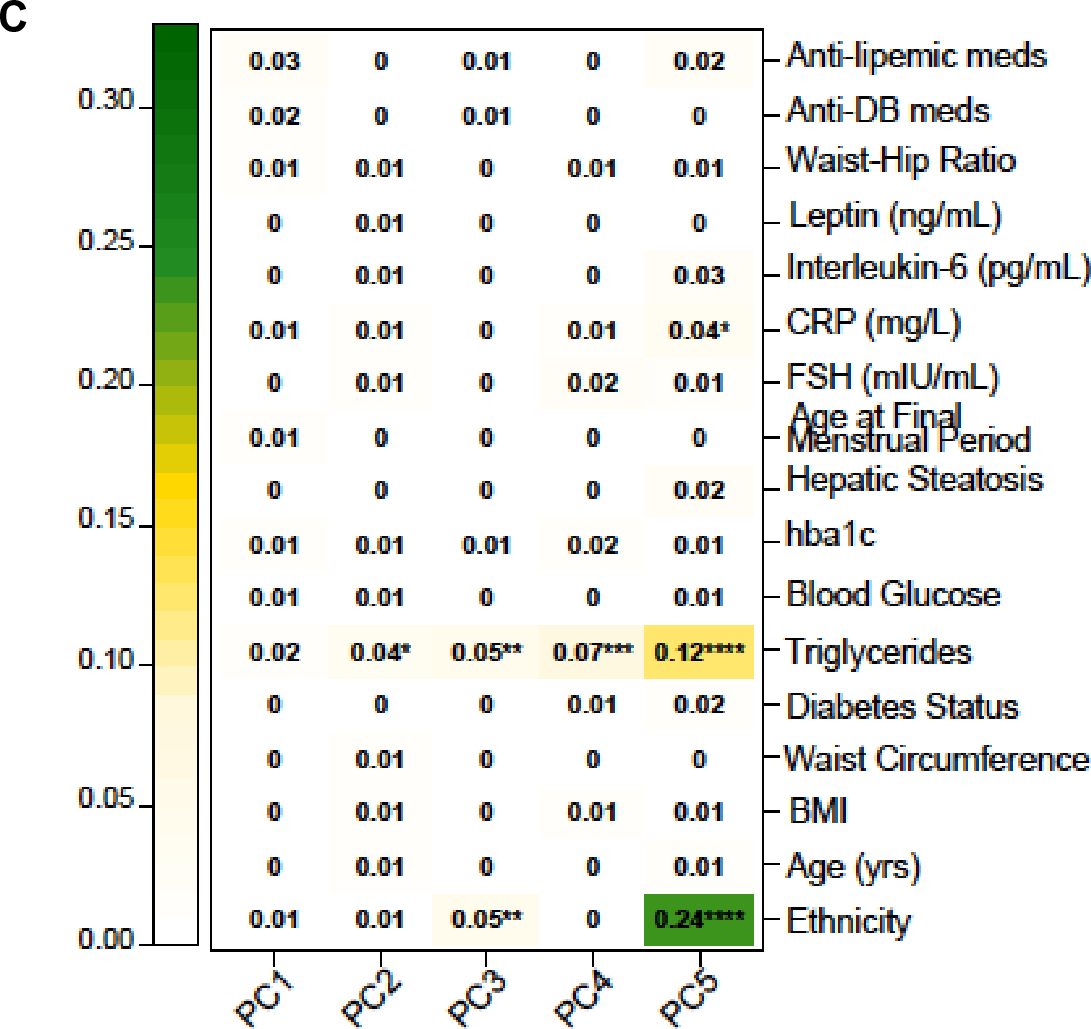 C
0.03 0 0.01 0 0.02 Anti-lipemic meds
0.30
0.02 0 0.01 0 0 Anti-DB meds
0.01 0.01 0 0.01 0.01 Waist-Hip Ratio
0 0.01 0 0 0 Leptin (ng/mL)
0.25
0 0.01 0 0 0.03 Interleukin-6 (pg/mL)
0.01 0.01 0 0.01 0.04* CRP (mg/L)
0.20
0 0.01 0 0.02 0.01 FSH (mIU/mL)
Age at Final
0.01 0 0 0 0 Menstrual Period
0 0 0 0 0.02 Hepatic Steatosis
0.15
0.01 0.01 0.01 0.02 0.01 hba1c
0.01 0.01 0 0 0.01 Blood Glucose
0.02 0.04* 0.05** 0.07*** 0.12**** Triglycerides
0.10
0 0 0 0.01 0.02 Diabetes Status
0 0.01 0 0 0 Waist Circumference
0.05
0 0.01 0 0.01 0.01 BMI
0 0.01 0 0 0.01 Age (yrs)
0.01 0.01 0.05** 0 0.24**** Ethnicity
0.00
PC1 PC2 PC3 PC4 PC5